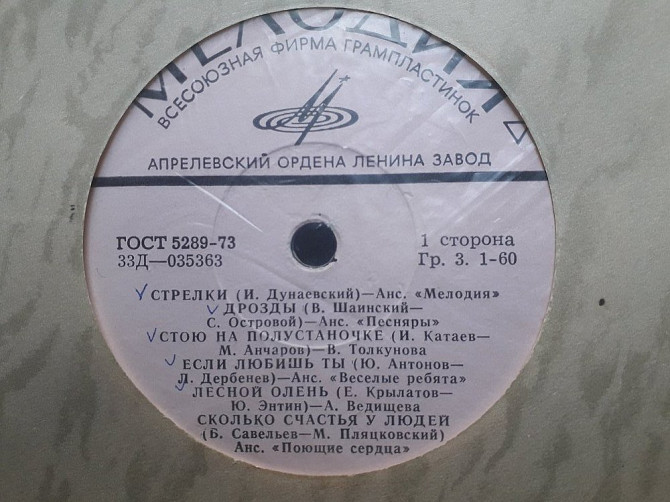 МЕЛОДИЯ
ВСЕСОЮЗНАЯ ФИРМА ГРАМПЛАСТИНОК
АПРЕЛЕВСКИЙ ОРДЕНА ЛЕНИНА ЗАВОД
ГОСТ 5289-73 1 сторона
33Д—035363 Гр. 3. 1-60
СТРЕЛКИ (И. Дунаевский)—Анс. «Мелодия»
ДРОЗДЫ (В. Шаинский—
С. Островой)—Анс. «Песняры»
СТОЮ НА ПОЛУСТАНОЧКЕ (И. Катаев—
М. Анчаров)—В. Толкунова
ЕСЛИ ЛЮБИШЬ ТЫ (Ю. Антонов—
Л. Дербенев)—Анс. «Веселые ребята»
ЛЕСНОЙ ОЛЕНЬ (Е. Крылатов—
Ю. Энтин)—А. Ведищева
СКОЛЬКО СЧАСТЬЯ У ЛЮДЕЙ
(Б. Савельев—М. Пляцковский)
Анс. «Поющие сердца»